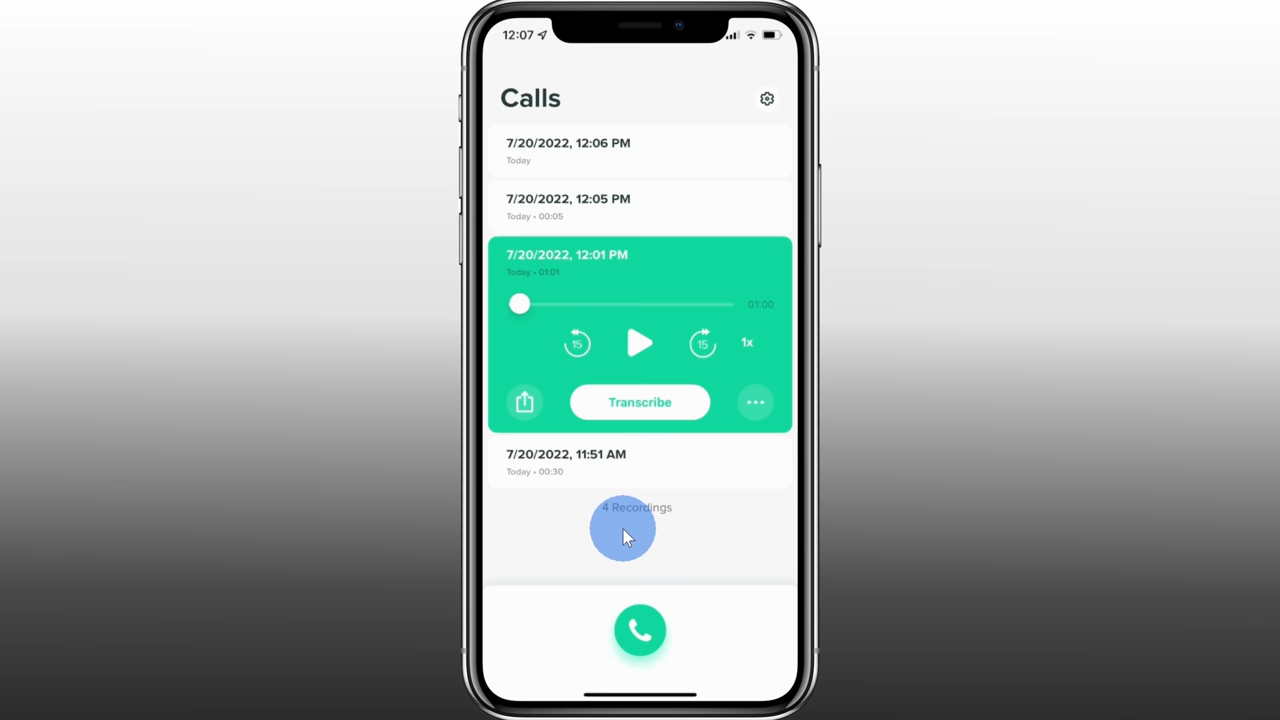 12:07
Calls
7/20/2022, 12:06 PM
Today
7/20/2022, 12:05 PM
Today • 00:05
7/20/2022, 12:01 PM
Today • 01:01
01:00
15
15
1x
Transcribe
7/20/2022, 11:51 AM
Today • 00:30
4 Recordings